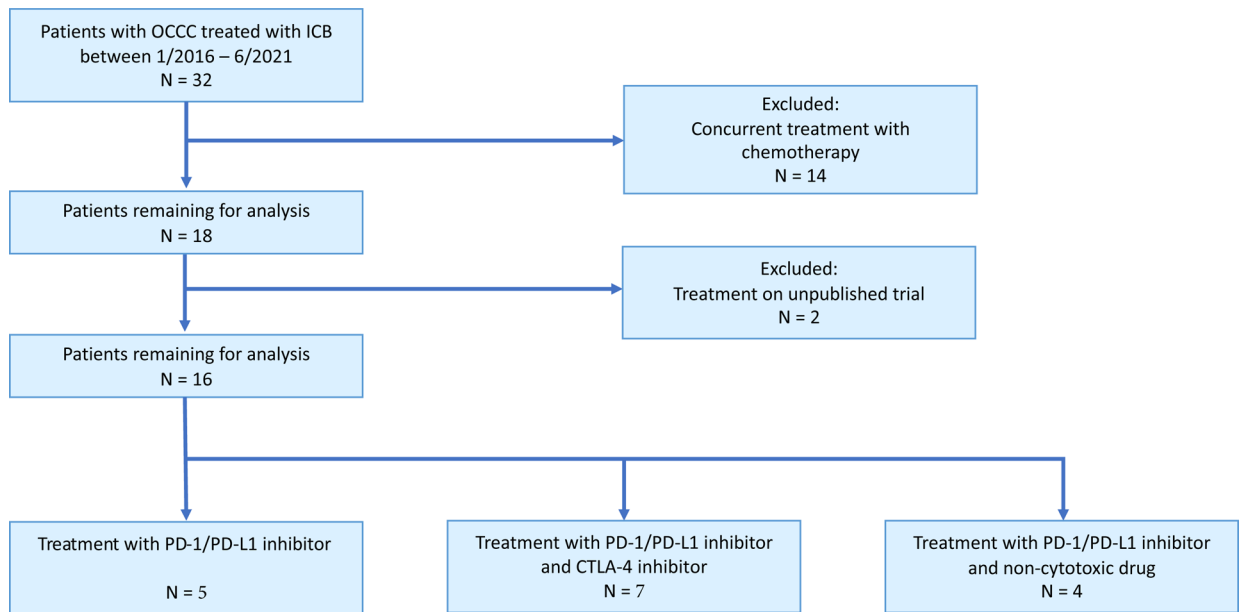 Patients with OCCC treated with ICB
between 1/2016 – 6/2021
N = 32
Excluded:
Concurrent treatment with
chemotherapy
N = 14
Patients remaining for analysis
N = 18
Excluded:
Treatment on unpublished trial
N = 2
Patients remaining for analysis
N = 16
Treatment with PD-1/PD-L1 inhibitor
N = 5
Treatment with PD-1/PD-L1 inhibitor
and CTLA-4 inhibitor
N = 7
Treatment with PD-1/PD-L1 inhibitor
and non-cytotoxic drug
N = 4